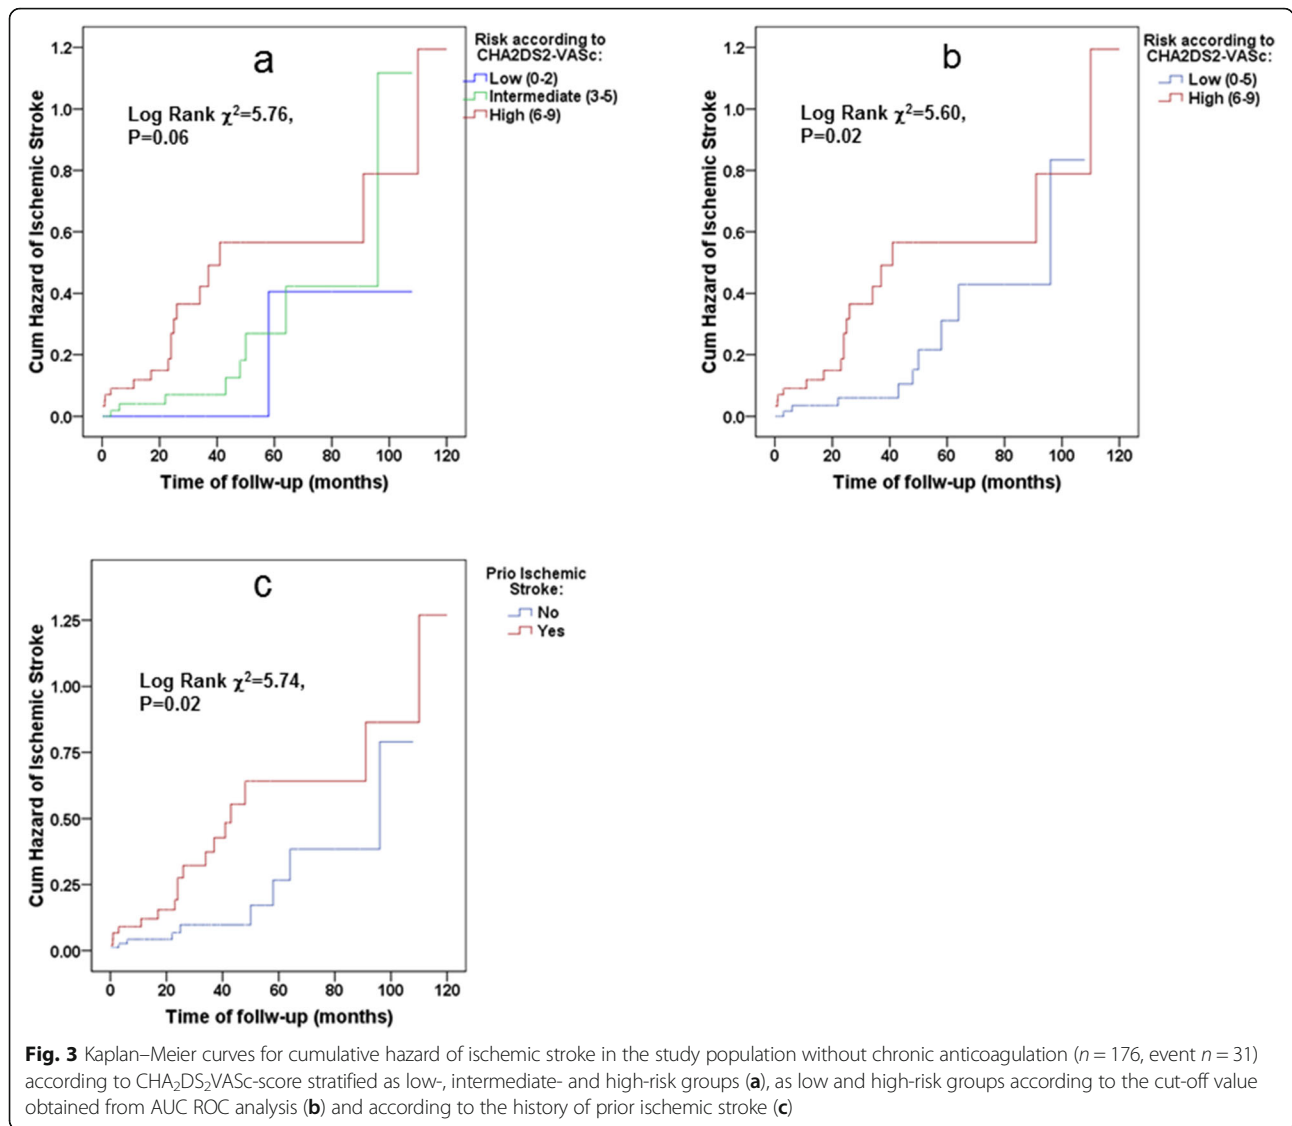 a
Risk according to
CHA2DS2-VASc:
Low (0-2)
Intermediate (3-5)
High (6-9)
Log Rank χ²=5.76,
P=0.06
Cum Hazard of Ischemic Stroke
1.2
1.0
0.8
0.6
0.4
0.2
0.0
0 20 40 60 80 100 120
Time of follw-up (months)
b
Risk according to
CHA2DS2-VASc:
Low (0-5)
High (6-9)
Log Rank χ²=5.60,
P=0.02
Cum Hazard of Ischemic Stroke
1.2
1.0
0.8
0.6
0.4
0.2
0.0
0 20 40 60 80 100 120
Time of follw-up (months)
c
Prio Ischemic
Stroke:
No
Yes
Log Rank χ²=5.74,
P=0.02
Cum Hazard of Ischemic Stroke
1.25
1.00
0.75
0.50
0.25
0.00
0 20 40 60 80 100 120
Time of follw-up (months)
Fig. 3 Kaplan–Meier curves for cumulative hazard of ischemic stroke in the study population without chronic anticoagulation (n = 176, event n = 31)
according to CHA₂DS₂VASc-score stratified as low-, intermediate- and high-risk groups (a), as low and high-risk groups according to the cut-off value
obtained from AUC ROC analysis (b) and according to the history of prior ischemic stroke (c)